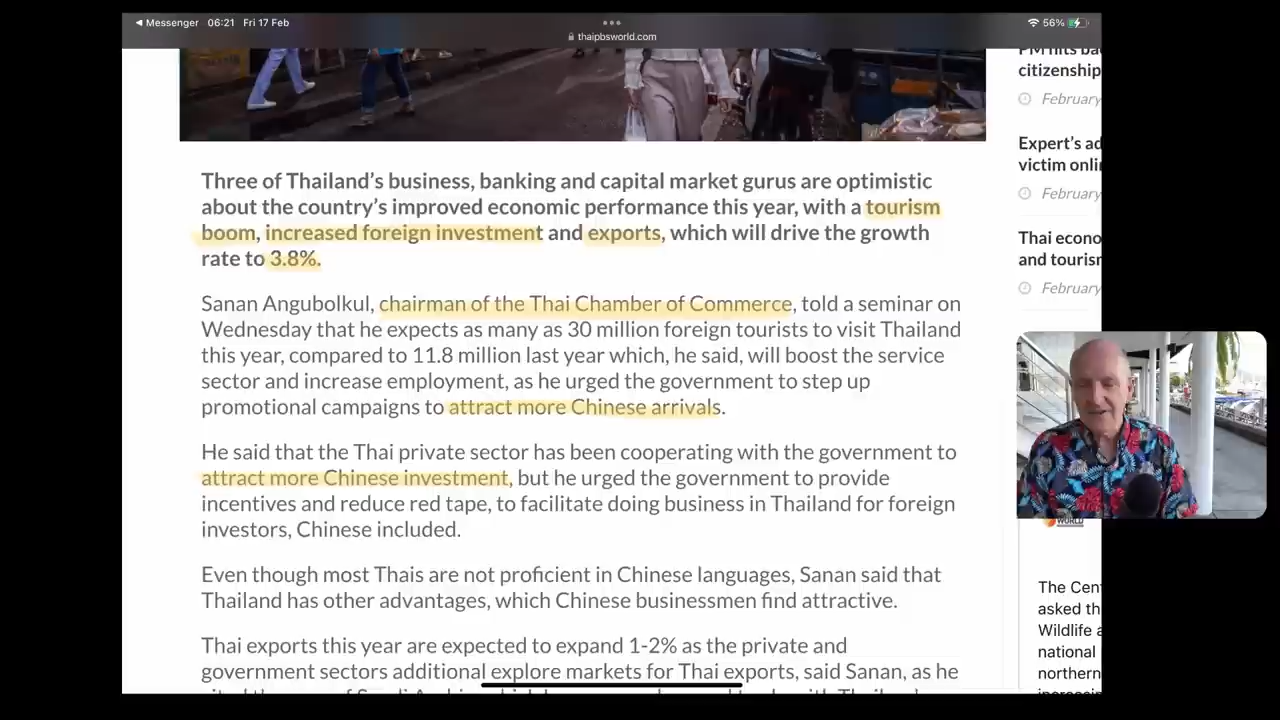 Messenger 06:21 Fri 17 Feb
56%
thaipbsworld.com
Three of Thailand's business, banking and capital market gurus are optimistic
about the country's improved economic performance this year, with a tourism
boom, increased foreign investment and exports, which will drive the growth
rate to 3.8%.
Sanan Angubolkul, chairman of the Thai Chamber of Commerce, told a seminar on
Wednesday that he expects as many as 30 million foreign tourists to visit Thailand
this year, compared to 11.8 million last year which, he said, will boost the service
sector and increase employment, as he urged the government to step up
promotional campaigns to attract more Chinese arrivals.
He said that the Thai private sector has been cooperating with the government to
attract more Chinese investment, but he urged the government to provide
incentives and reduce red tape, to facilitate doing business in Thailand for foreign
investors, Chinese included.
Even though most Thais are not proficient in Chinese languages, Sanan said that
Thailand has other advantages, which Chinese businessmen find attractive.
Thai exports this year are expected to expand 1-2% as the private and
government sectors additional explore markets for Thai exports, said Sanan, as he
PM hits
citizenship
February
Expert's
victim
February
Thai
and
February
WORLD
The
asked
Wildlife
national